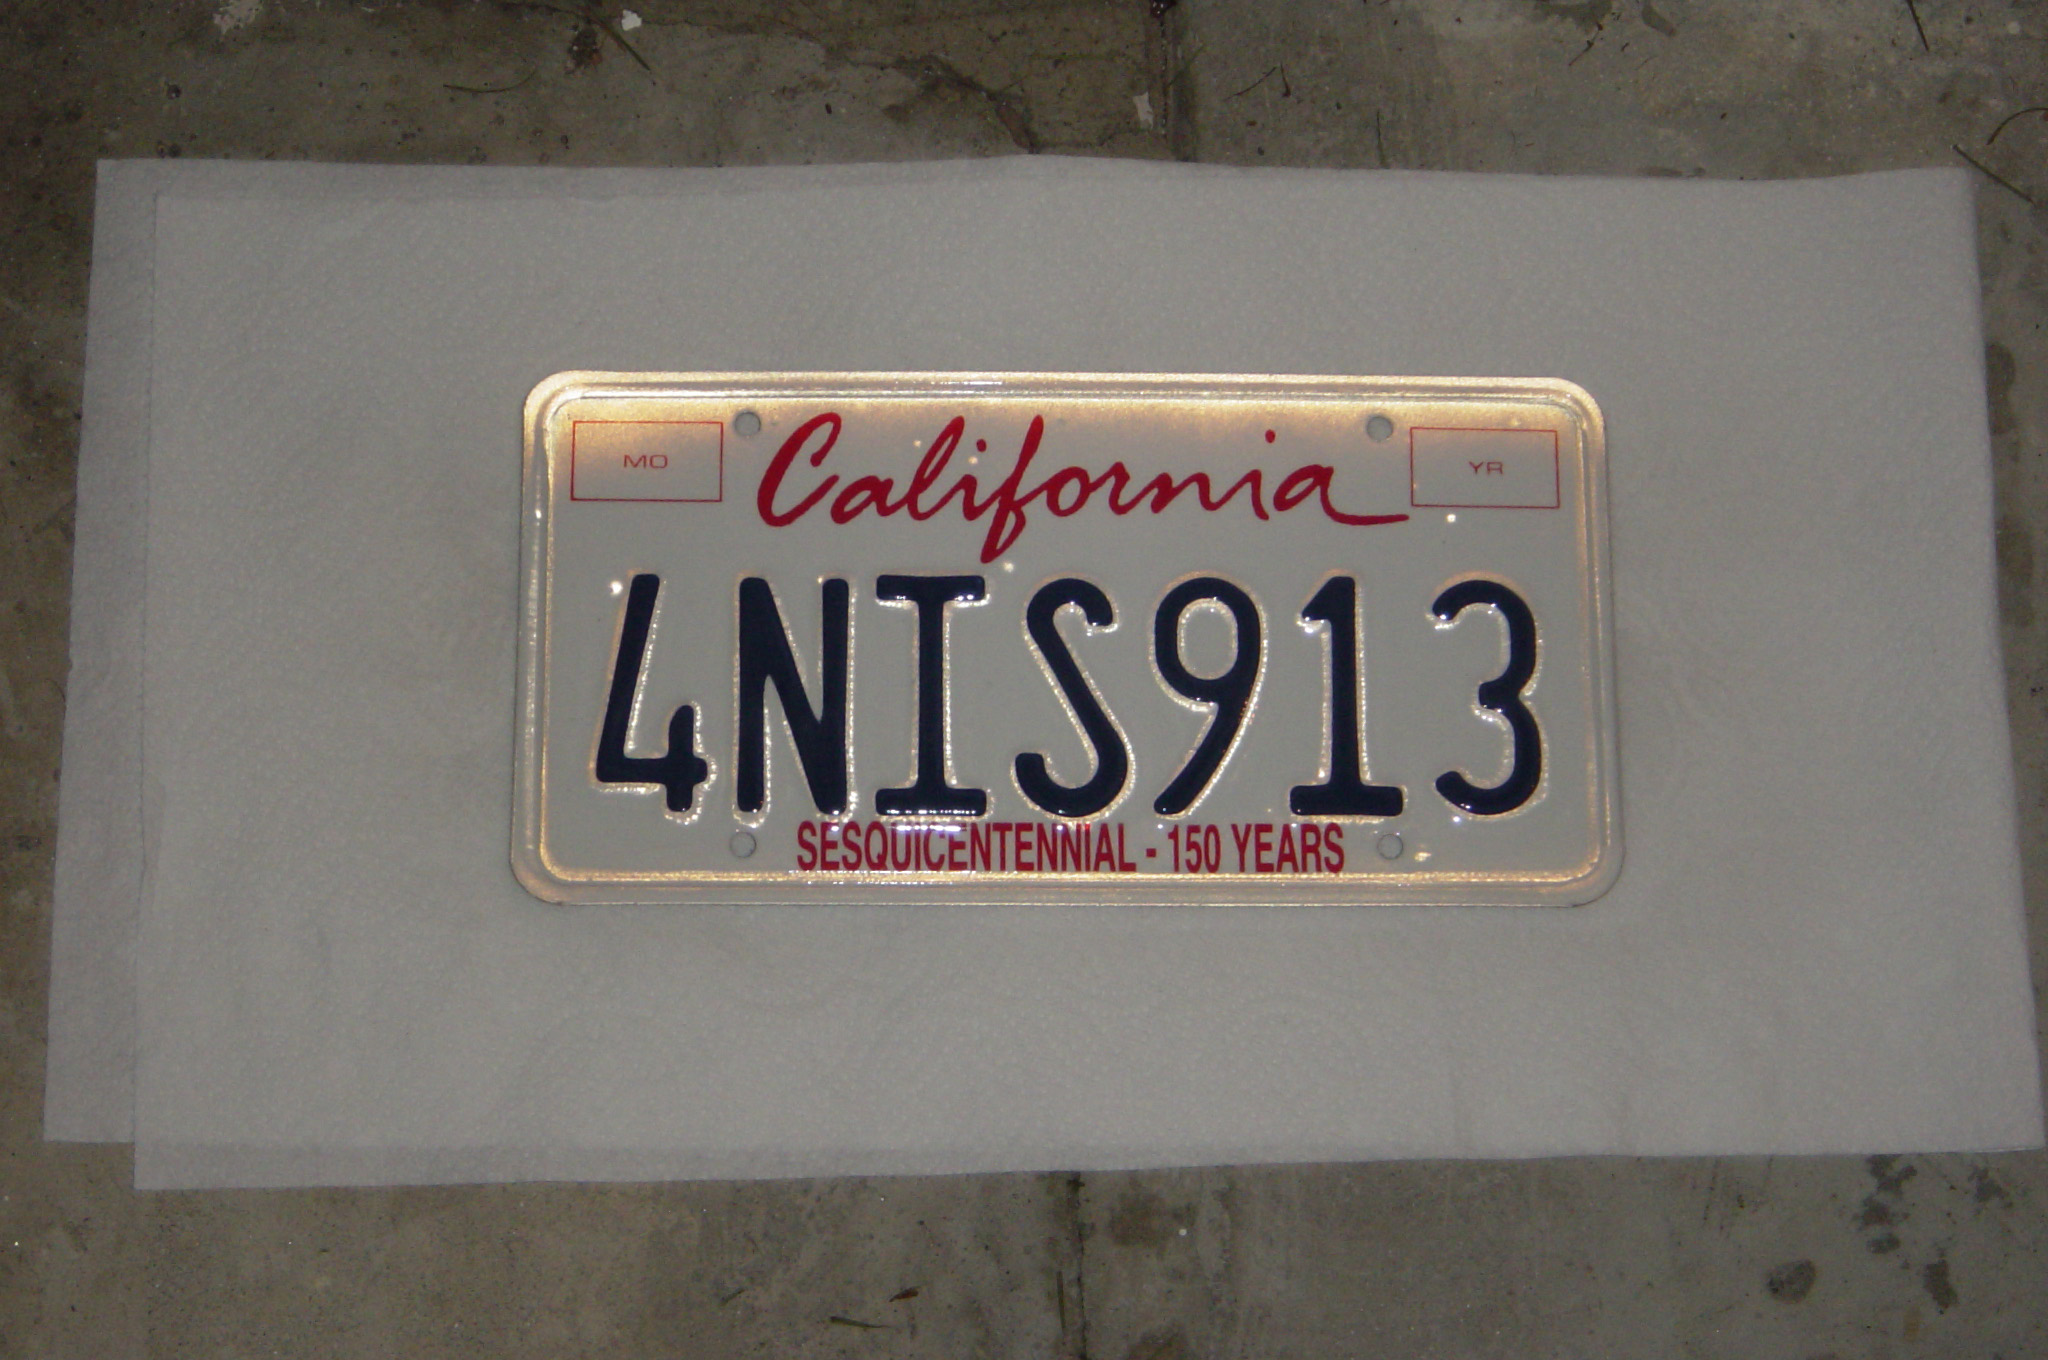 MO California YR
4NIS913
SESQUICENTENNIAL - 150 YEARS